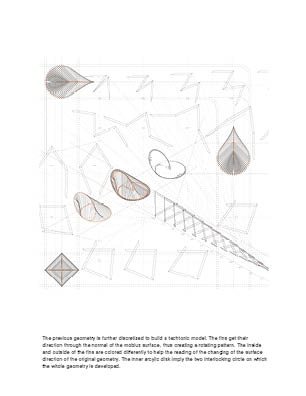 The previous geometry is further discretized to build a techtonic model. The fins get their
direction through the normal of the mobius surface, thus creating a rotating pattern. The inside
and outside of the fins are colored differently to help the reading of the changing of the surface
direction of the original geometry. The inner arcylic disk imply the two interlocking circle on which
the whole geometry is developed.